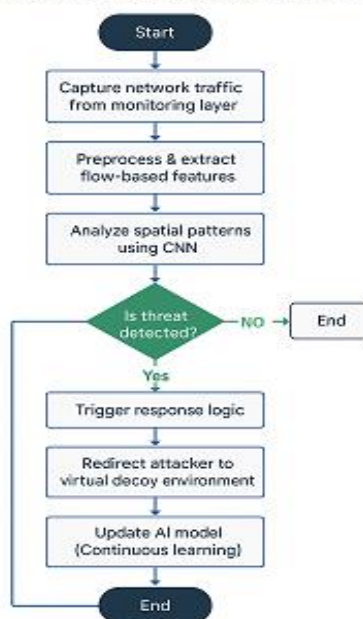 Start
Capture network traffic
from monitoring layer
Preprocess & extract
flow-based features
Analyze spatial patterns
using CNN
Is threat
detected?
NO
End
Yes
Trigger response logic
Redirect attacker to
virtual decoy environment
Update AI model
(Continuous learning)
End